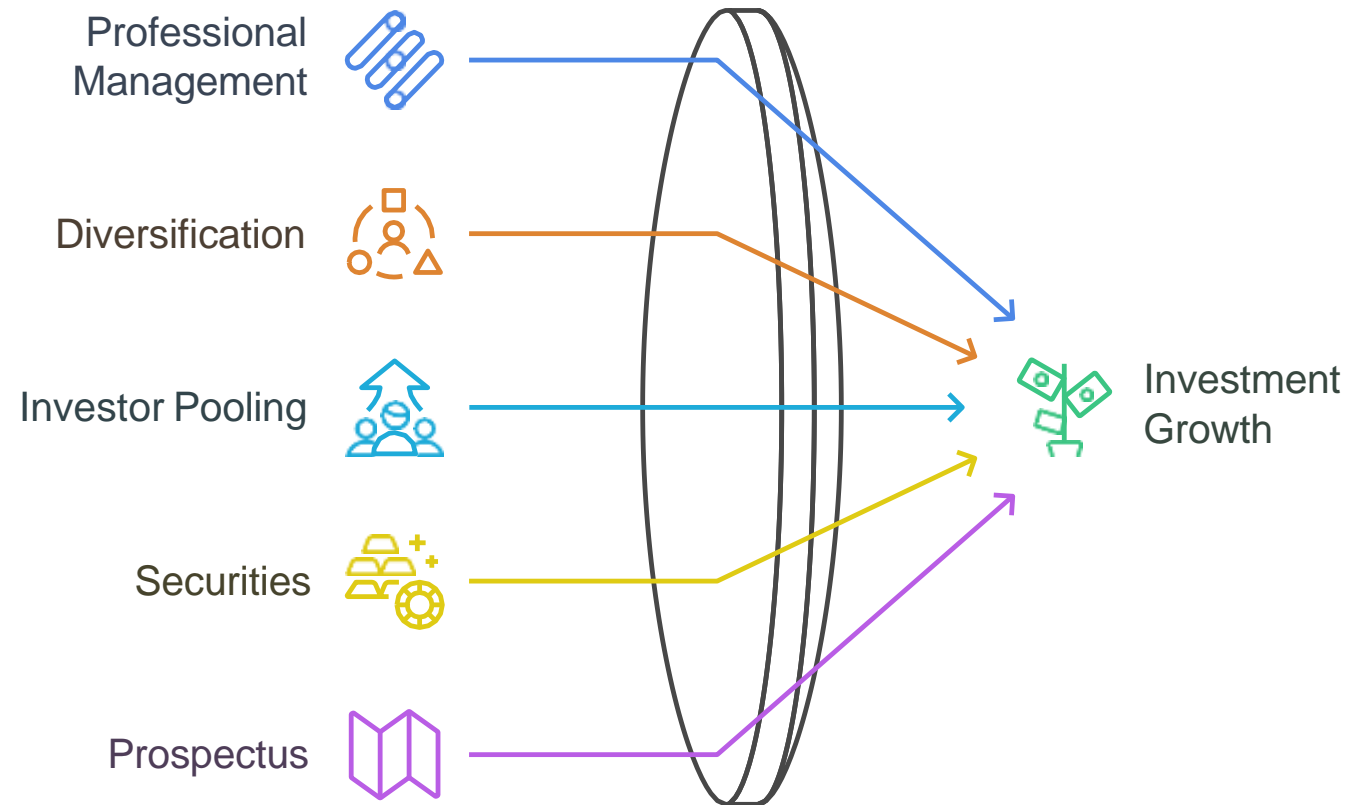 Professional
Management
Diversification
Investor Pooling
Securities
Prospectus
Investment
Growth